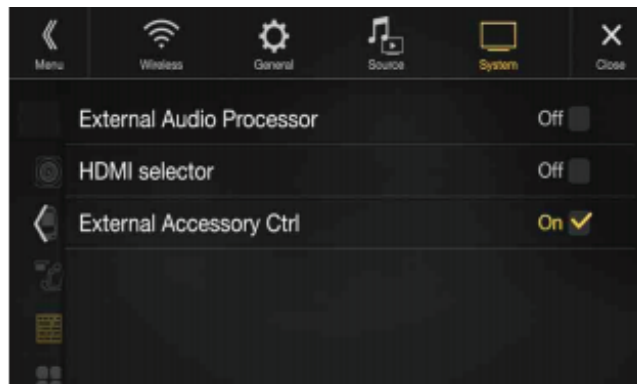 Menu Wireless General Source System Close
External Audio Processor Off
HDMI selector Off
External Accessory Ctrl On